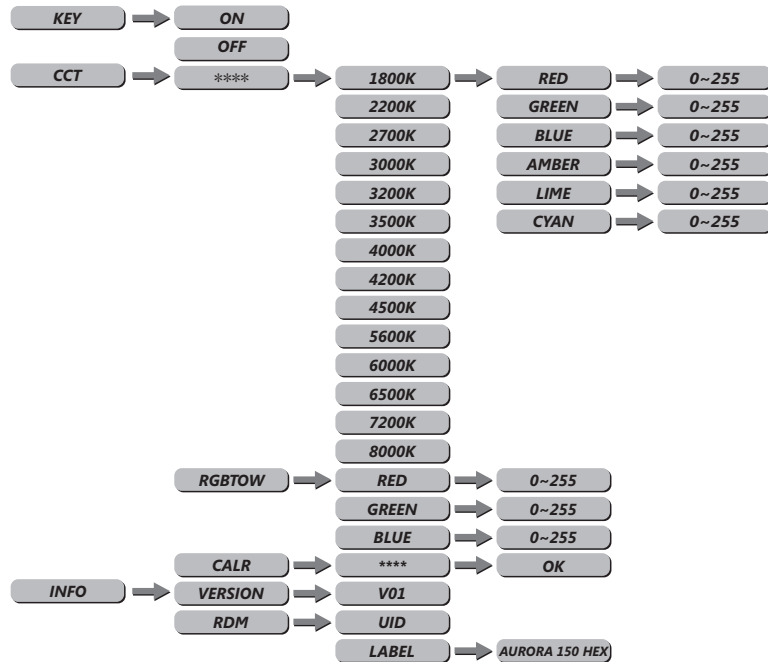 KEY ON
OFF
CCT **** 1800K RED 0~255
2200K GREEN 0~255
2700K BLUE 0~255
3000K AMBER 0~255
3200K LIME 0~255
3500K CYAN 0~255
4000K
4200K
4500K
5600K
6000K
6500K
7200K
8000K
RGBTOW RED 0~255
GREEN 0~255
BLUE 0~255
CALR **** OK
INFO VERSION V01
RDM UID
LABEL AURORA 150 HEX